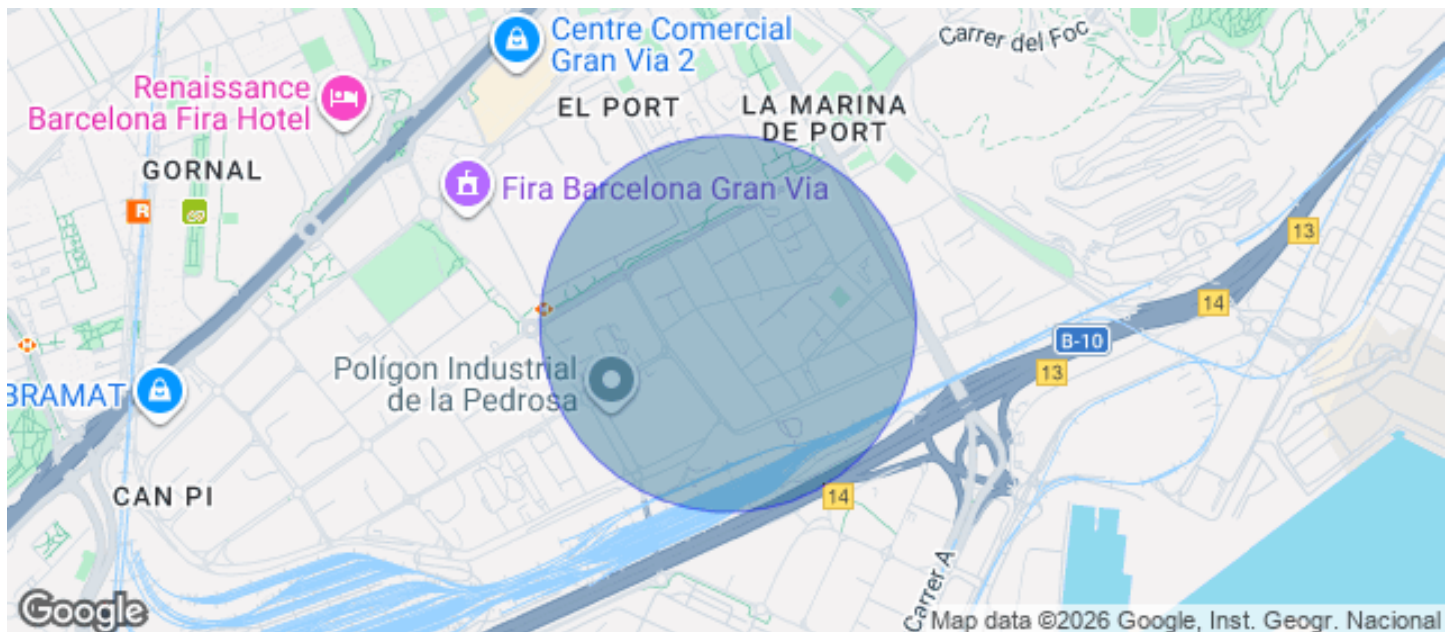 Centre Comercial
Gran Via 2
Carrer del Foc
Renaissance
Barcelona Fira Hotel
EL PORT
LA MARINA
DE PORT
GORNAL
Fira Barcelona Gran Via
R
13
14
B-10
13
Polígon Industrial
de la Pedrosa
BRAMAT
CAN PI
14
Carrer A
Google
Map data ©2026 Google, Inst. Geogr. Nacional